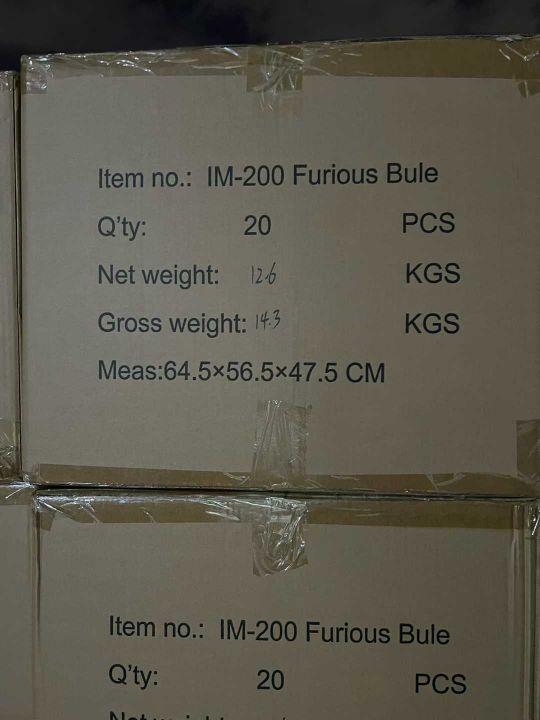 Item no.: IM-200 Furious Bule
Q'ty: 20 PCS
Net weight: 12.6 KGS
Gross weight: 14.3 KGS
Meas:64.5×56.5×47.5 CM
Item no.: IM-200 Furious Bule
Q'ty: 20 PCS